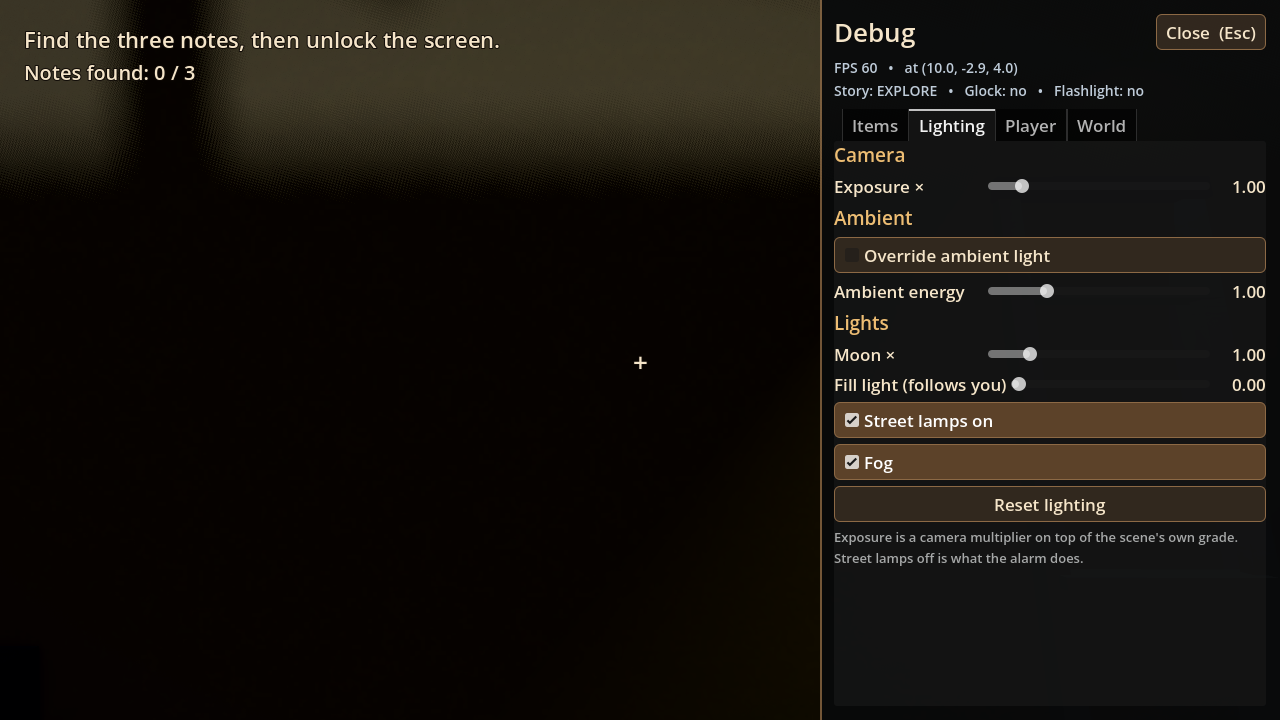 Find the three notes, then unlock the screen.
Notes found: 0 / 3
Debug
Close (Esc)
FPS 60 • at (10.0, -2.9, 4.0)
Story: EXPLORE • Glock: no • Flashlight: no
Items Lighting Player World
Camera
Exposure × 1.00
Ambient
Override ambient light
Ambient energy 1.00
Lights
Moon × 1.00
Fill light (follows you) 0.00
Street lamps on
Fog
Reset lighting
Exposure is a camera multiplier on top of the scene's own grade.
Street lamps off is what the alarm does.